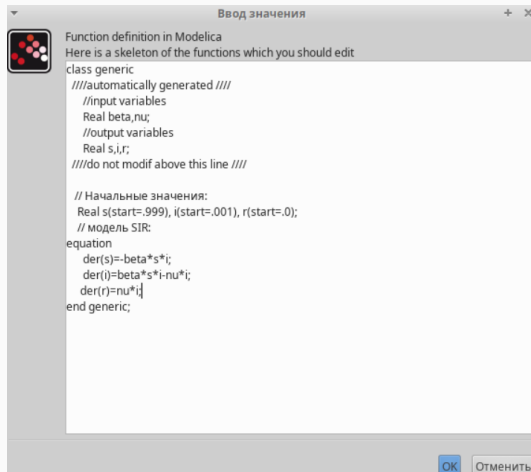 Ввод значения
Function definition in Modelica
Here is a skeleton of the functions which you should edit
class generic
////automatically generated ////
//input variables
Real beta,nu;
//output variables
Real s,i,r;
////do not modif above this line ////
// Начальные значения:
Real s(start=.999), i(start=.001), r(start=.0);
// модель SIR:
equation
der(s)=-beta*s*i;
der(i)=beta*s*i-nu*i;
der(r)=nu*i;
end generic;
OK
Отменить